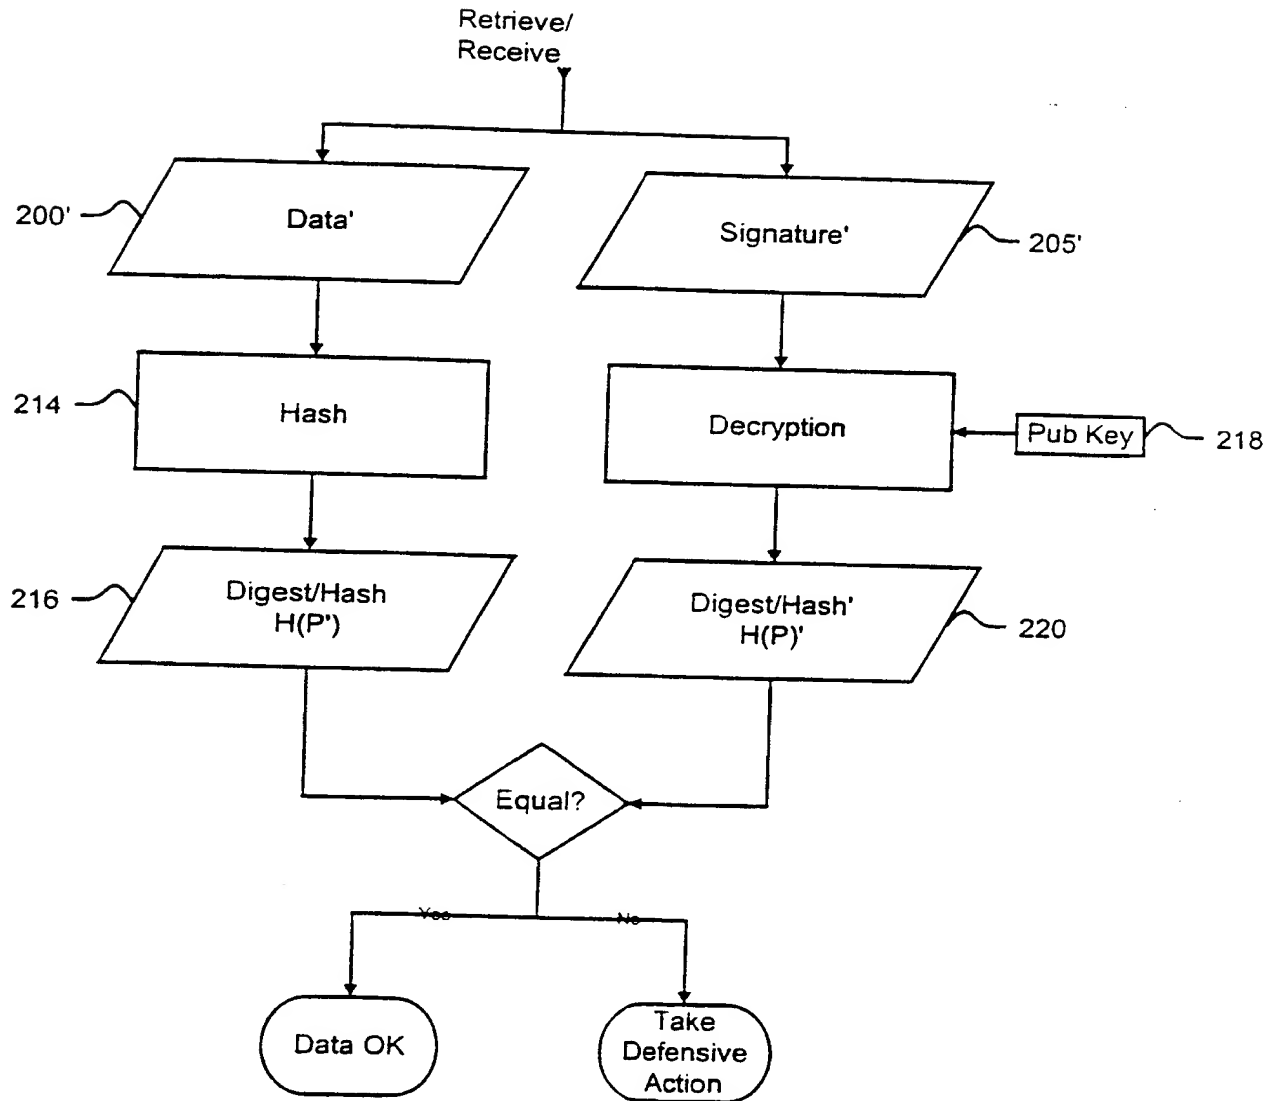 Retrieve/
Receive
200'
Data'
Signature'
205'
214
Hash
Decryption
Pub Key
218
216
Digest/Hash
H(P')
Digest/Hash'
H(P)'
220
Equal?
Yes
No
Data OK
Take
Defensive
Action